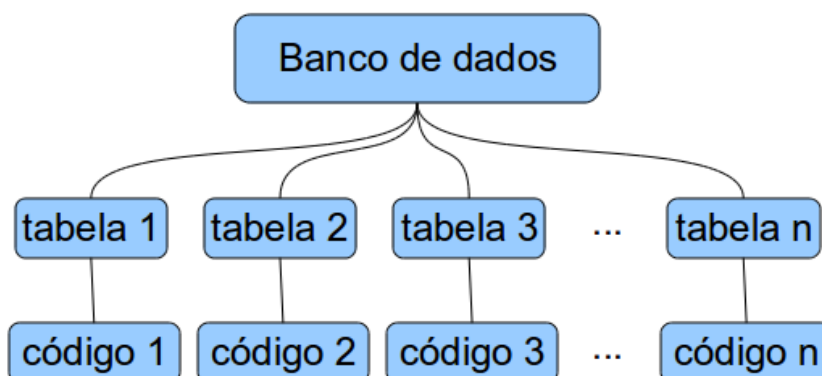 Banco de dados
tabela 1 tabela 2 tabela 3 ... tabela n
código 1 código 2 código 3 ... código n